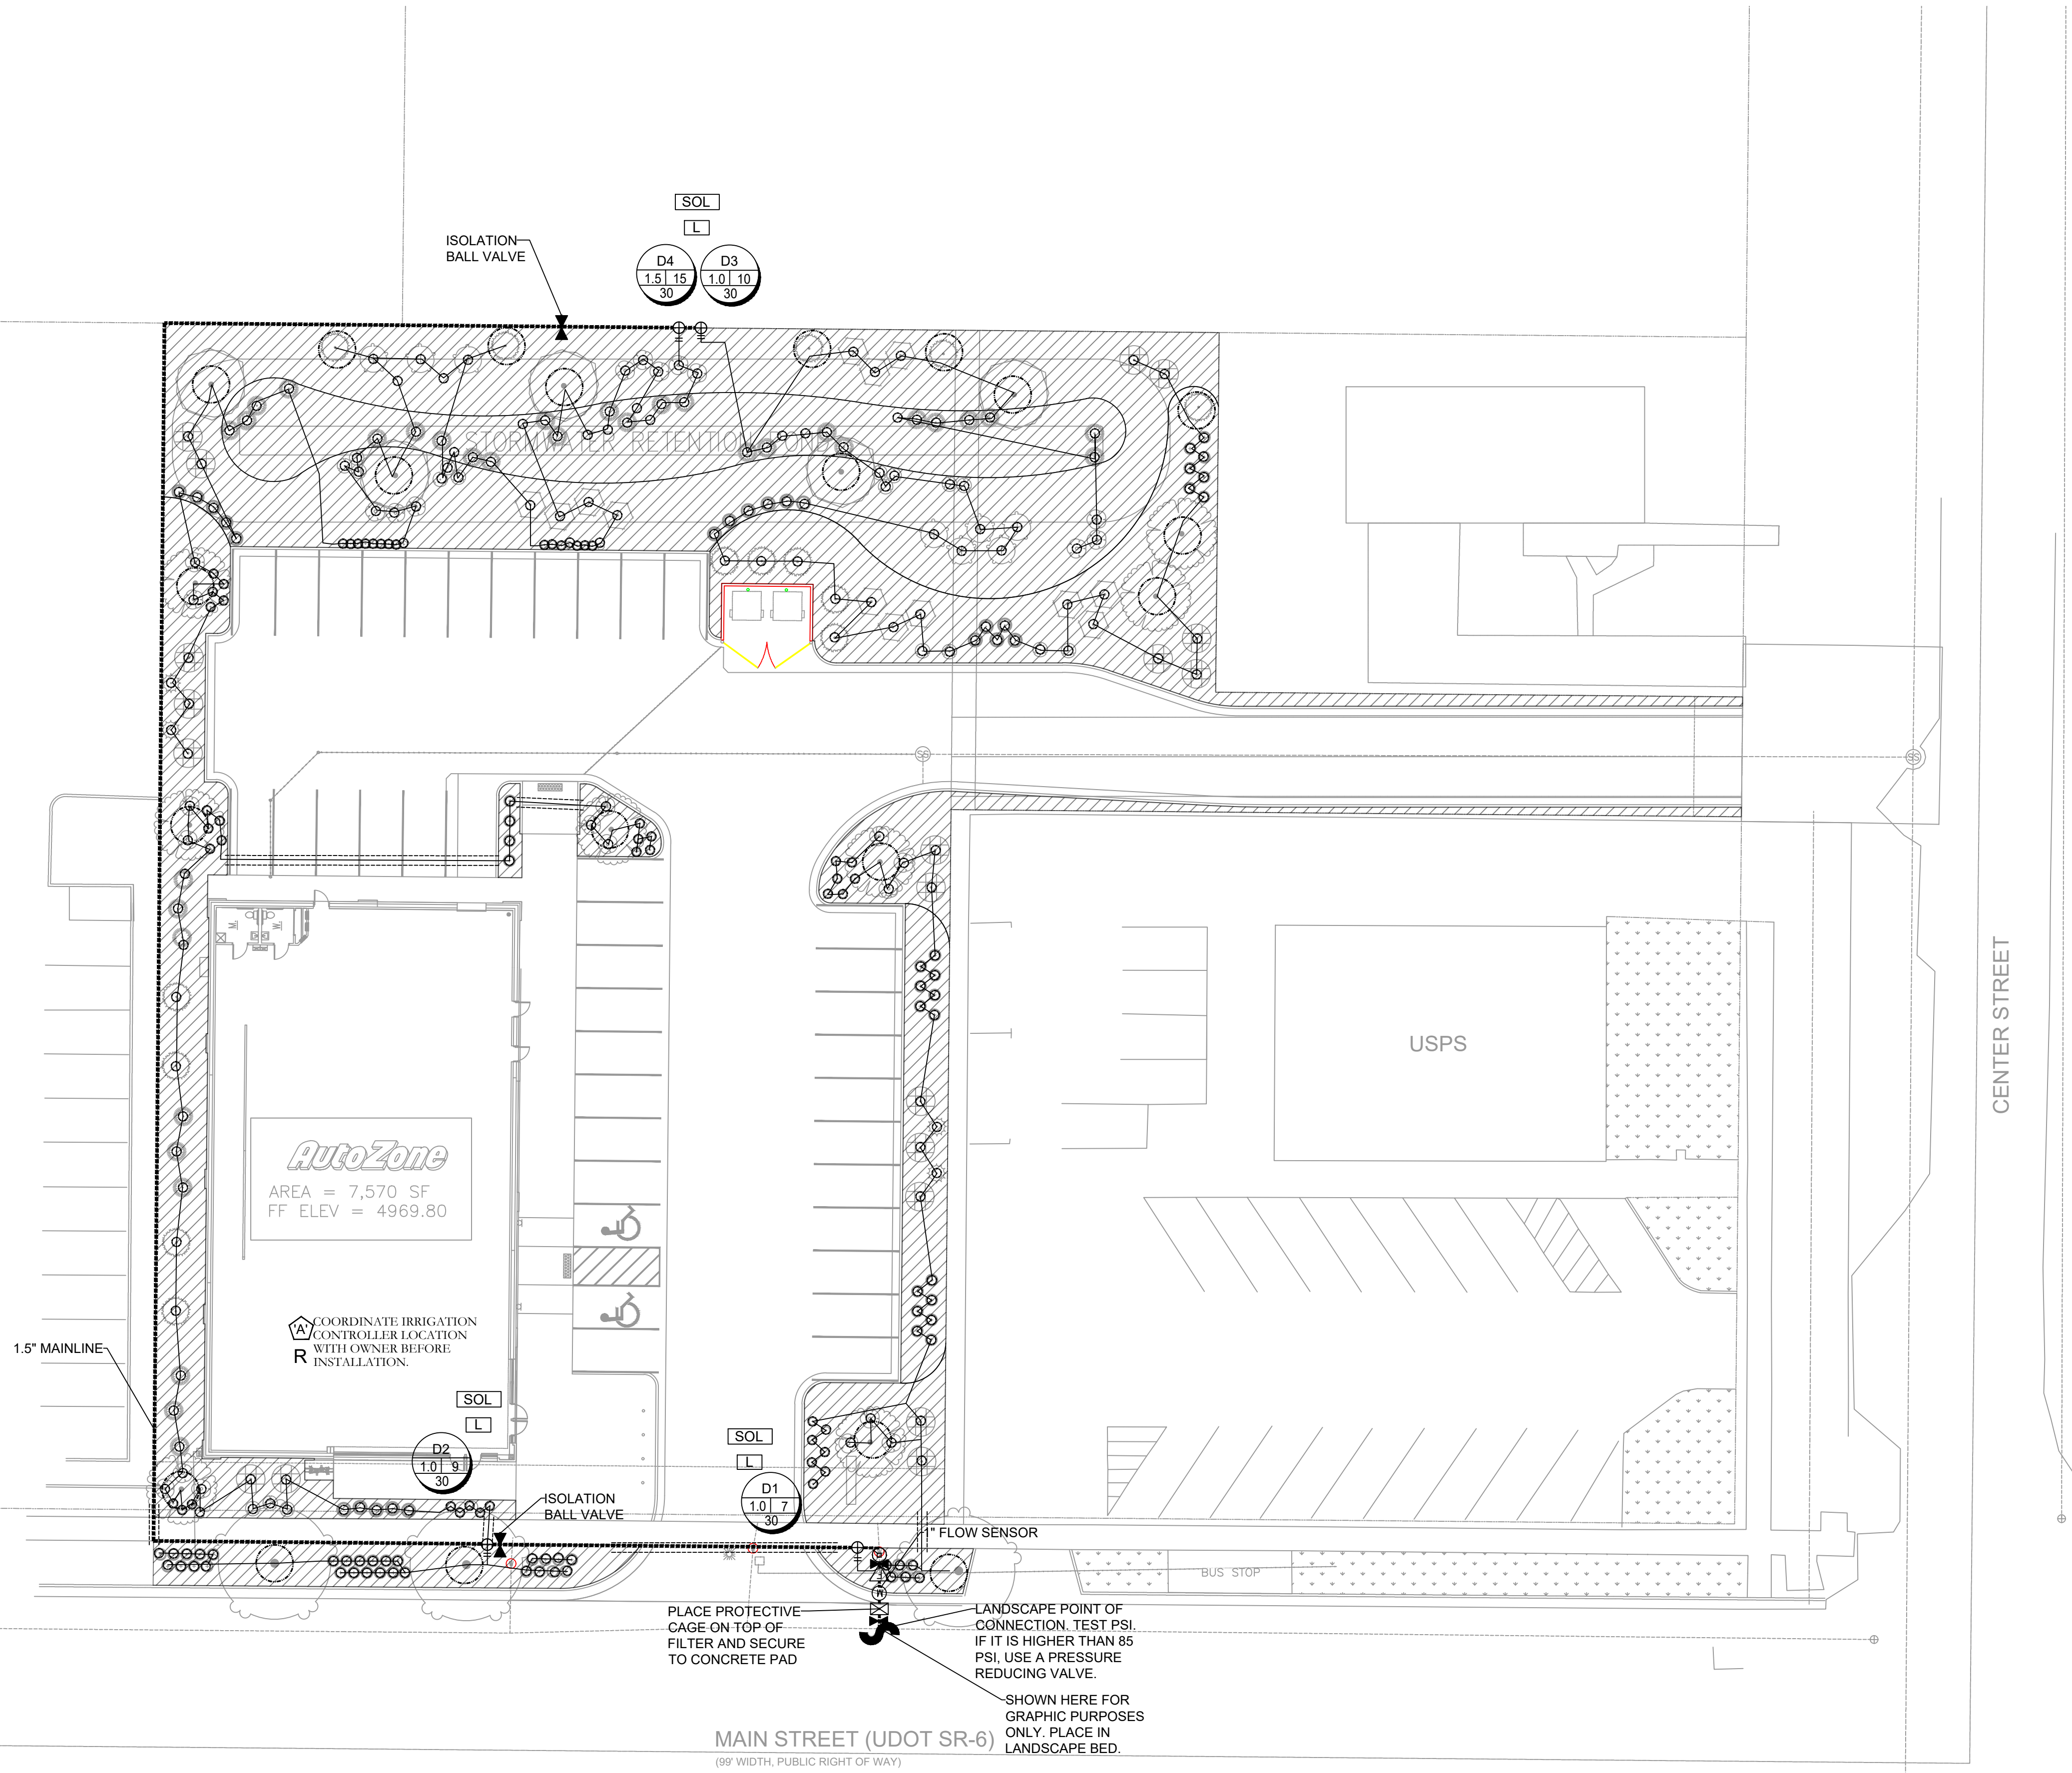 SOL
L
ISOLATION
BALL VALVE
D4
1.5 15
30
D3
1.0 10
30
STORMWATER RETENTION POND
SS
SS
M
W
USPS
CENTER STREET
AutoZone
AREA = 7,570 SF
FF ELEV = 4969.80
'A'
R
COORDINATE IRRIGATION
CONTROLLER LOCATION
WITH OWNER BEFORE
INSTALLATION.
1.5" MAINLINE
SOL
L
D2
1.0 9
30
SOL
L
D1
1.0 7
30
ISOLATION
BALL VALVE
1" FLOW SENSOR
BUS STOP
PLACE PROTECTIVE
CAGE ON TOP OF
FILTER AND SECURE
TO CONCRETE PAD
LANDSCAPE POINT OF
CONNECTION. TEST PSI.
IF IT IS HIGHER THAN 85
PSI, USE A PRESSURE
REDUCING VALVE.
SHOWN HERE FOR
GRAPHIC PURPOSES
ONLY. PLACE IN
LANDSCAPE BED.
MAIN STREET (UDOT SR-6)
(99' WIDTH, PUBLIC RIGHT OF WAY)